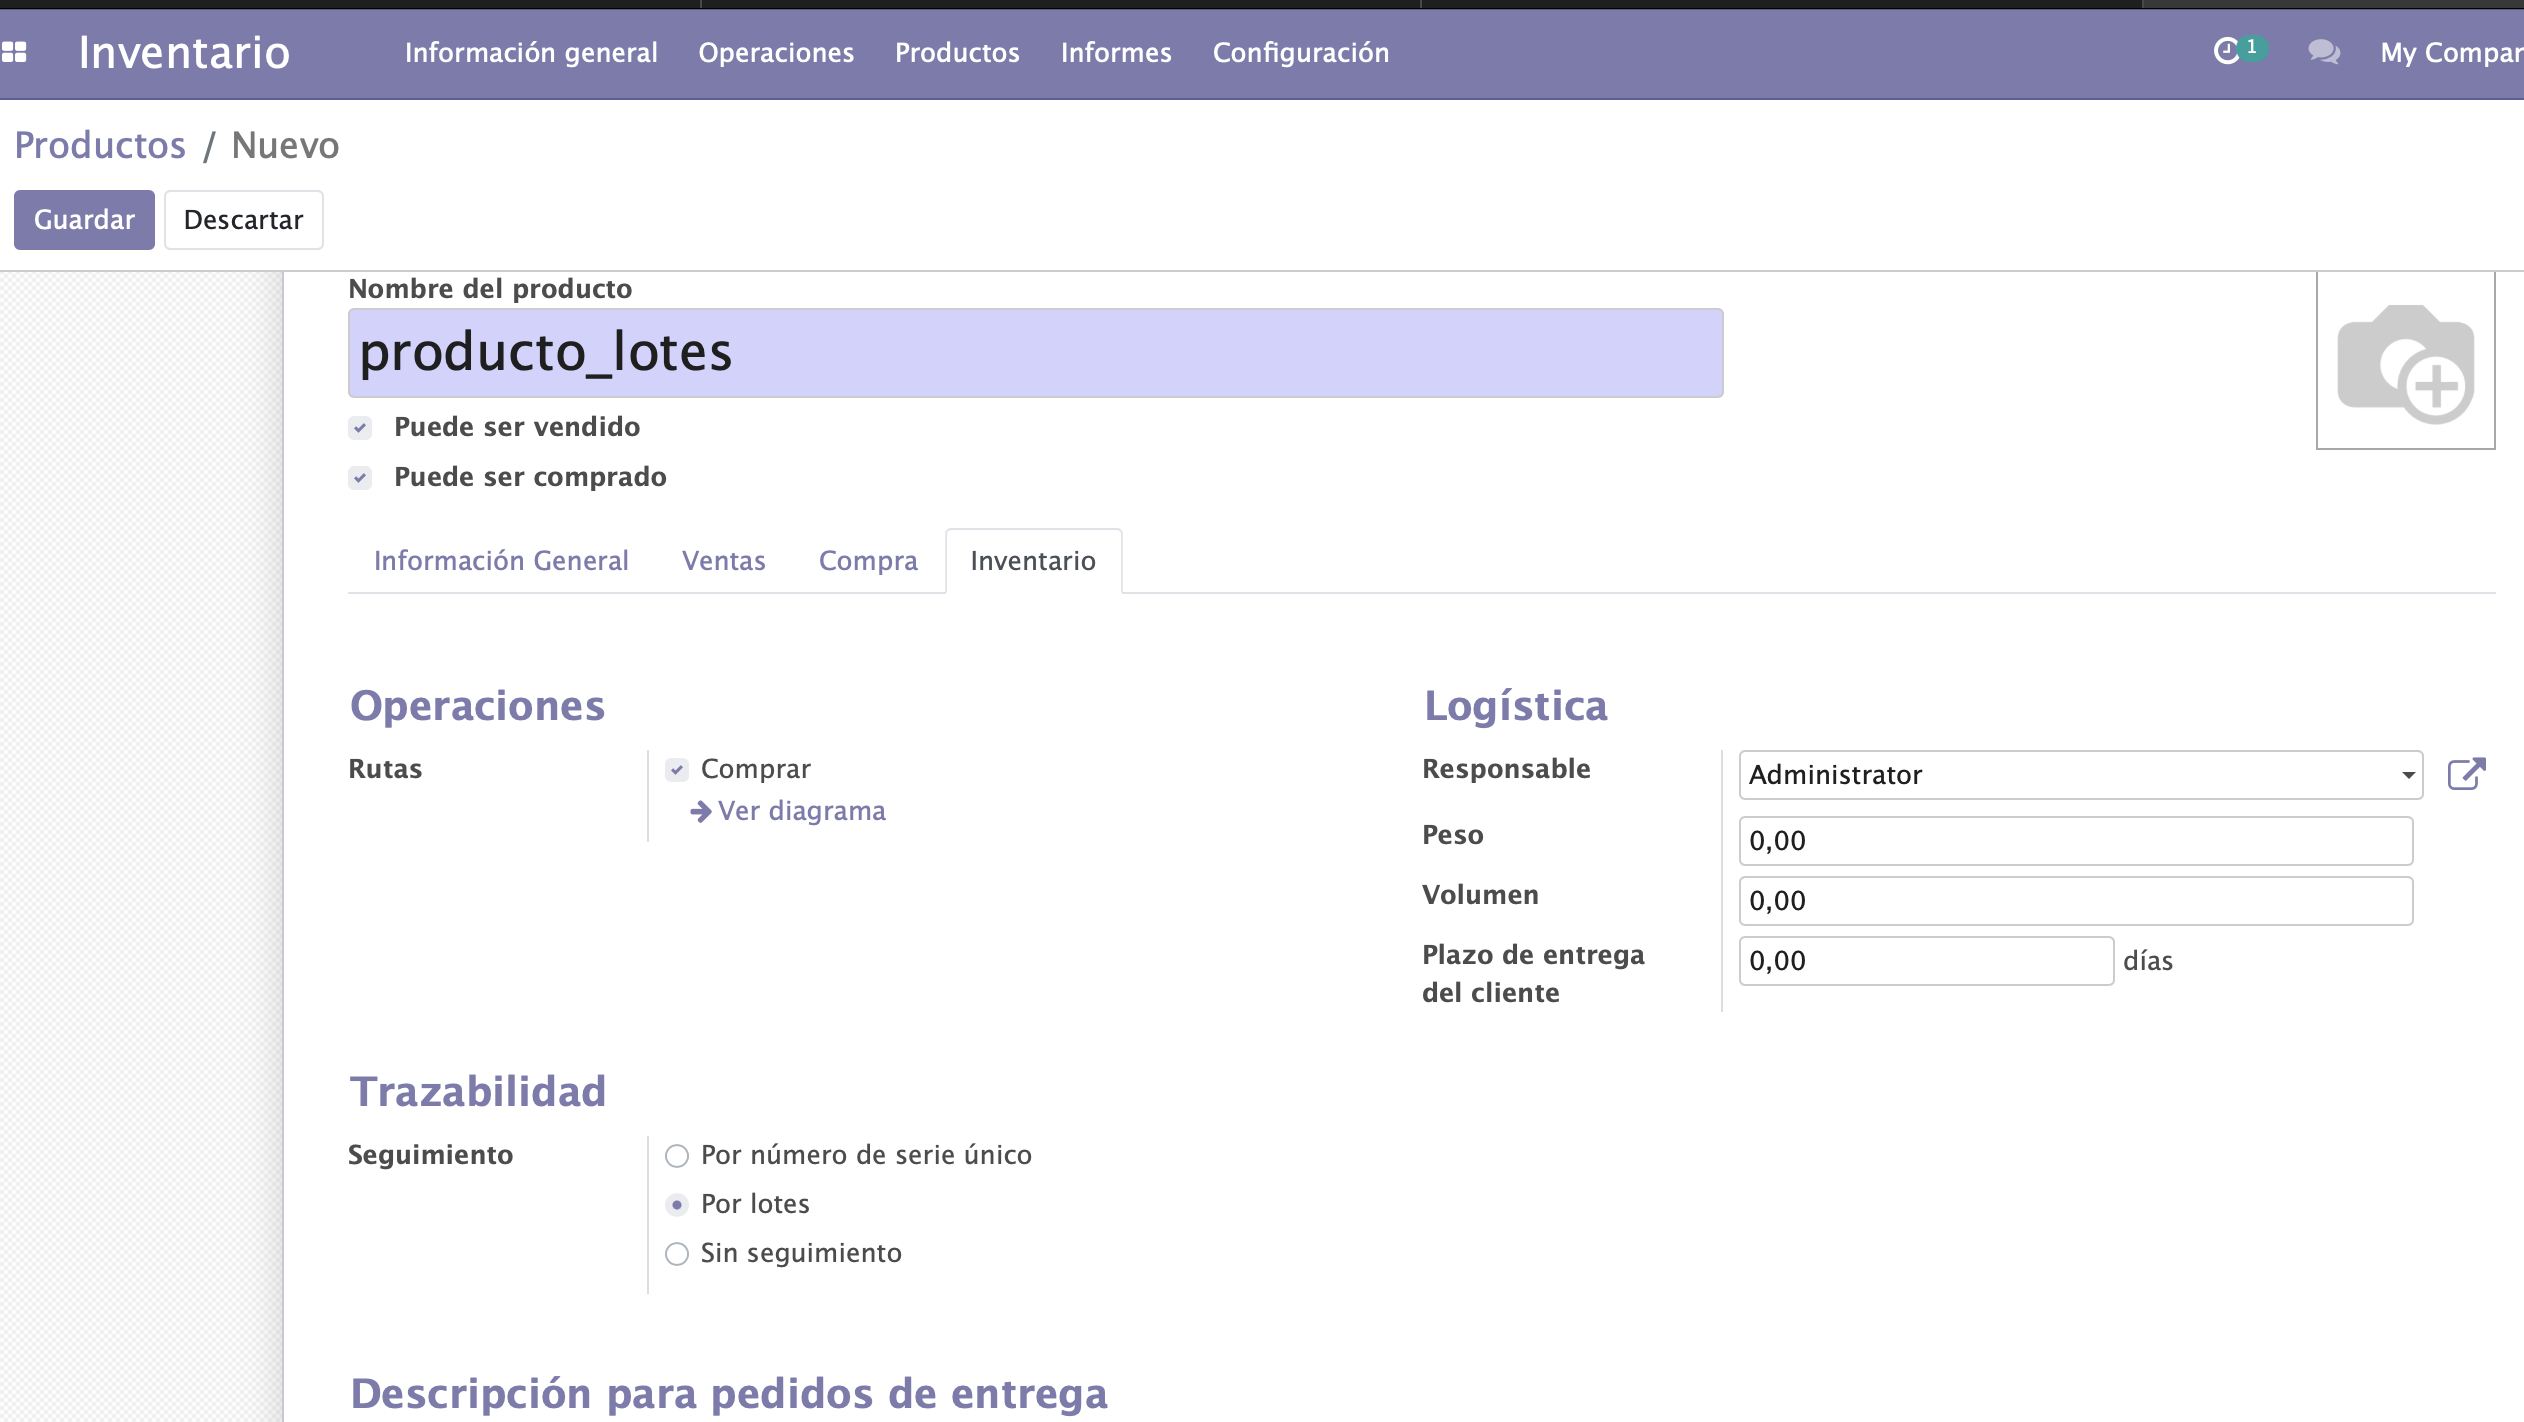 Inventario
Información general
Operaciones
Productos
Informes
Configuración
1
My Compar
Productos / Nuevo
Guardar
Descartar
Nombre del producto
producto_lotes
Puede ser vendido
Puede ser comprado
Información General
Ventas
Compra
Inventario
Operaciones
Rutas
Comprar
Ver diagrama
Logística
Responsable
Administrator
Peso
0,00
Volumen
0,00
Plazo de entrega
del cliente
0,00
días
Trazabilidad
Seguimiento
Por número de serie único
Por lotes
Sin seguimiento
Descripción para pedidos de entrega